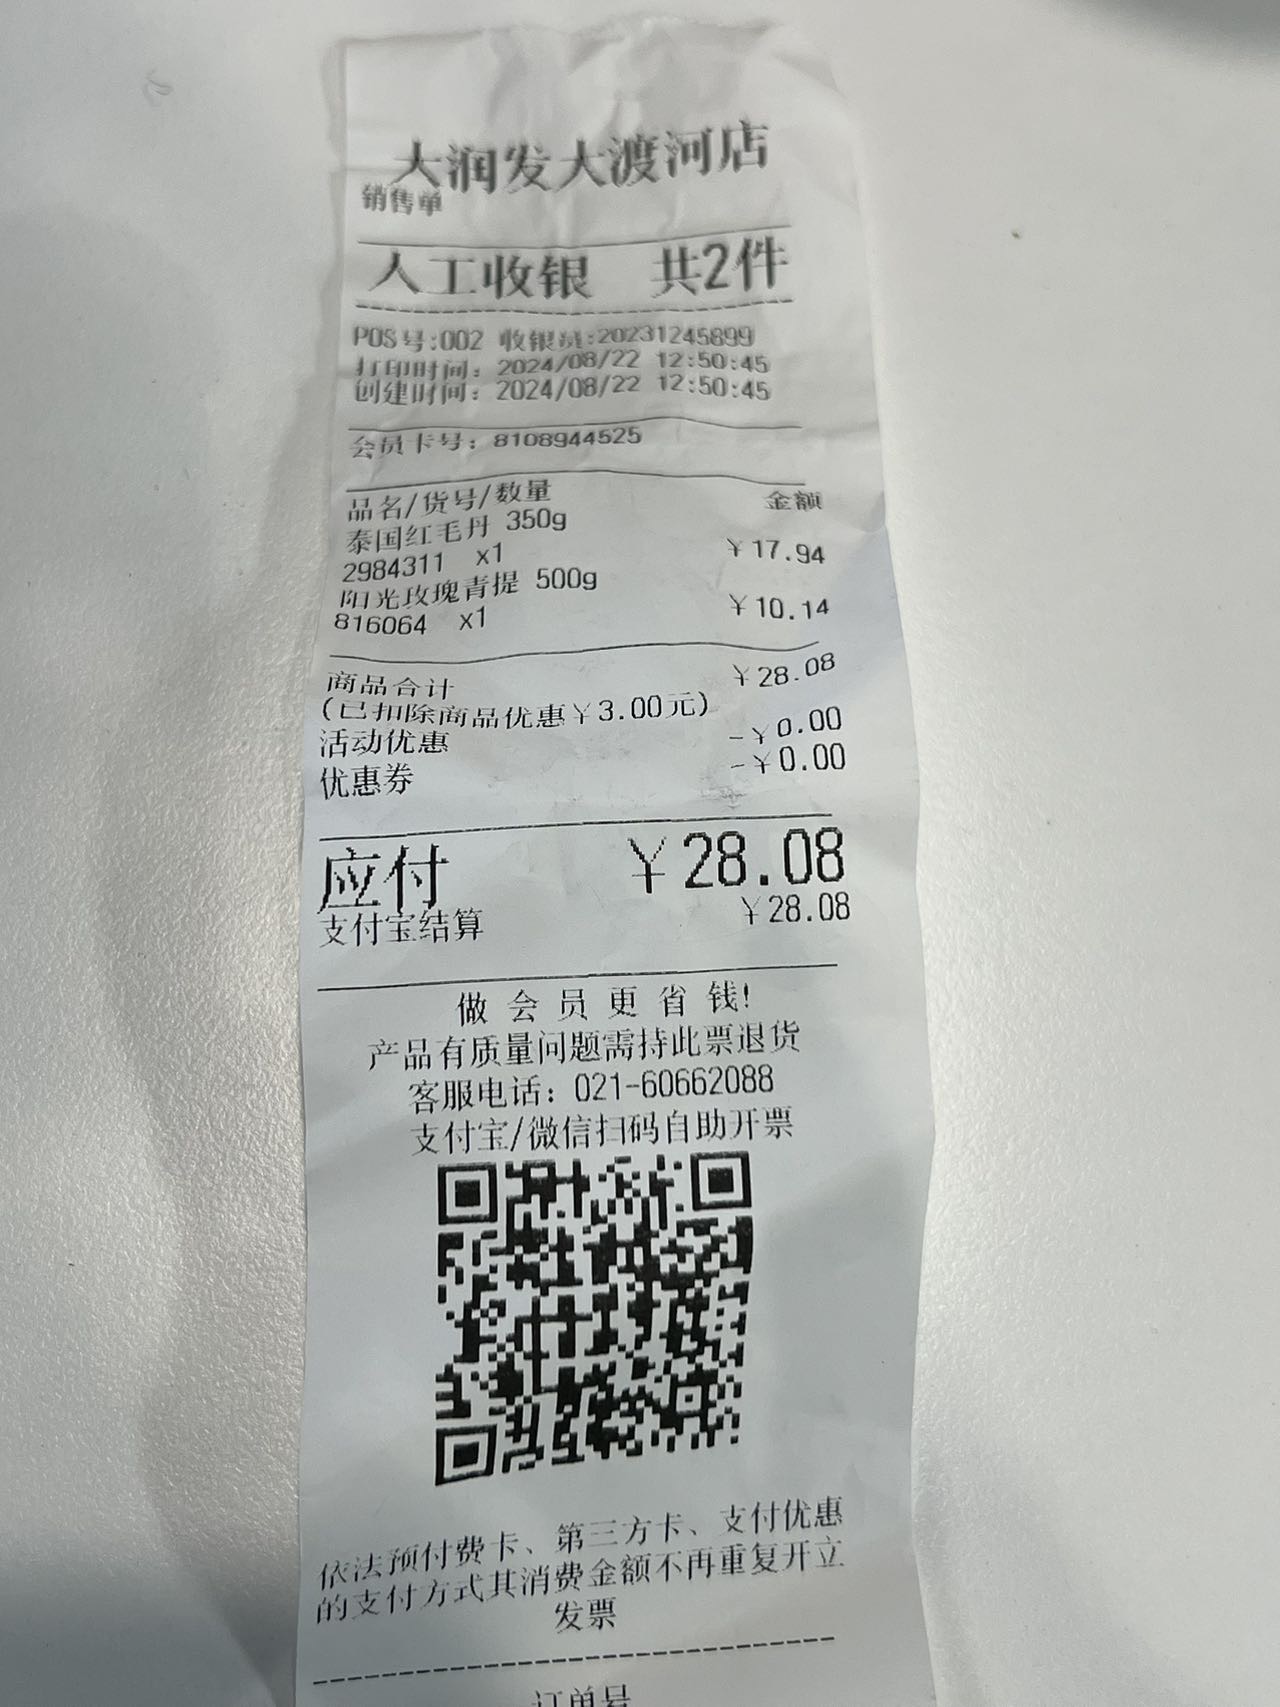 大润发大渡河店
销售单
人工收银 共2件
POS号:002 收银员:20231245899
打印时间: 2024/08/22 12:50:45
创建时间: 2024/08/22 12:50:45
会员卡号: 8108944525
品名/货号/数量 金额
泰国红毛丹 350g
2984311 x1 ¥17.94
阳光玫瑰青提 500g
816064 x1 ¥10.14
商品合计 ¥28.08
(已扣除商品优惠¥3.00元)
活动优惠 -¥0.00
优惠券 -¥0.00
应付 ¥28.08
支付宝结算 ¥28.08
做会员更省钱!
产品有质量问题需持此票退货
客服电话: 021-60662088
支付宝/微信扫码自助开票
依法预付费卡、第三方卡、支付优惠
的支付方式其消费金额不再重复开立
发票
订单号